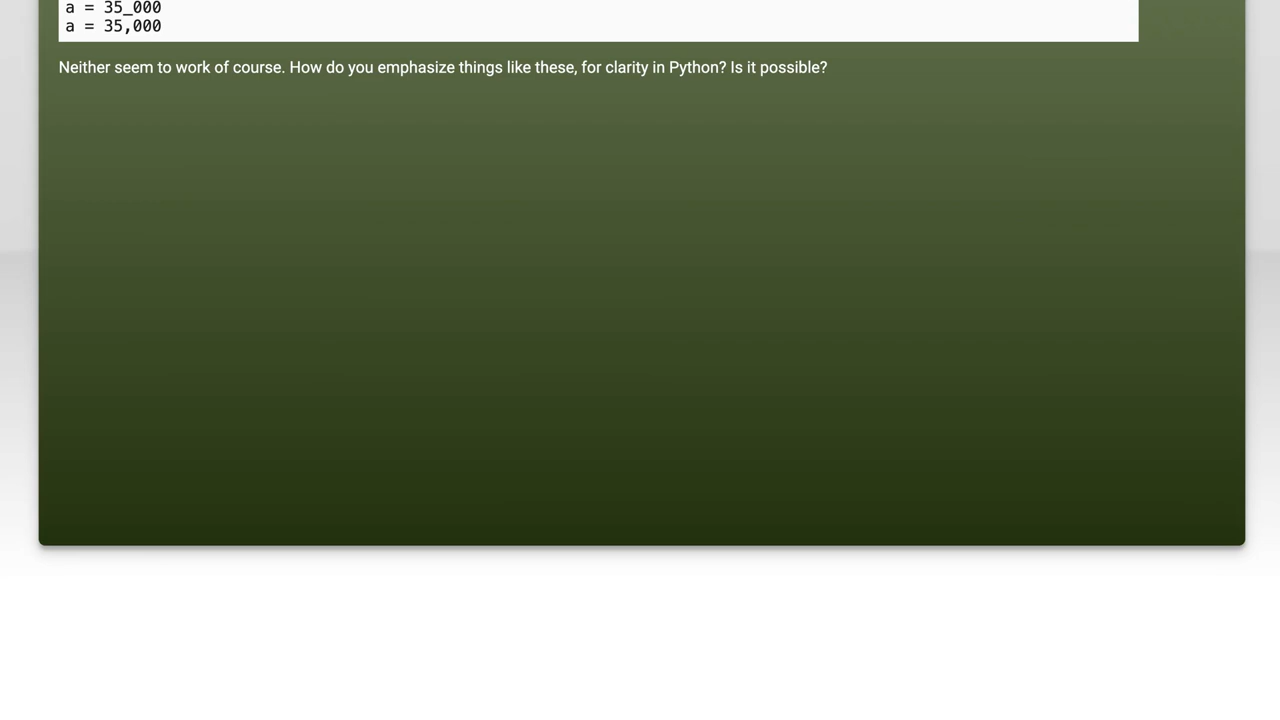 a = 35_000
a = 35,000
Neither seem to work of course. How do you emphasize things like these, for clarity in Python? Is it possible?